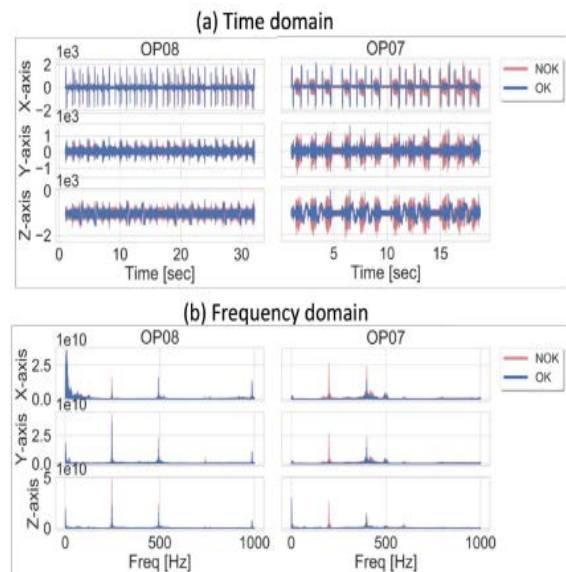 (a) Time domain
1e3
OP08
OP07
X-axis
2
0
−2
NOK
OK
1e3
Y-axis
1
0
−1
1e3
Z-axis
0
−2
0
10
20
30
5
10
15
Time [sec]
Time [sec]
(b) Frequency domain
1e10
OP08
OP07
X-axis
2.5
0.0
NOK
OK
1e10
Y-axis
2.5
0.0
1e10
Z-axis
5
0
0
500
1000
0
500
1000
Freq [Hz]
Freq [Hz]